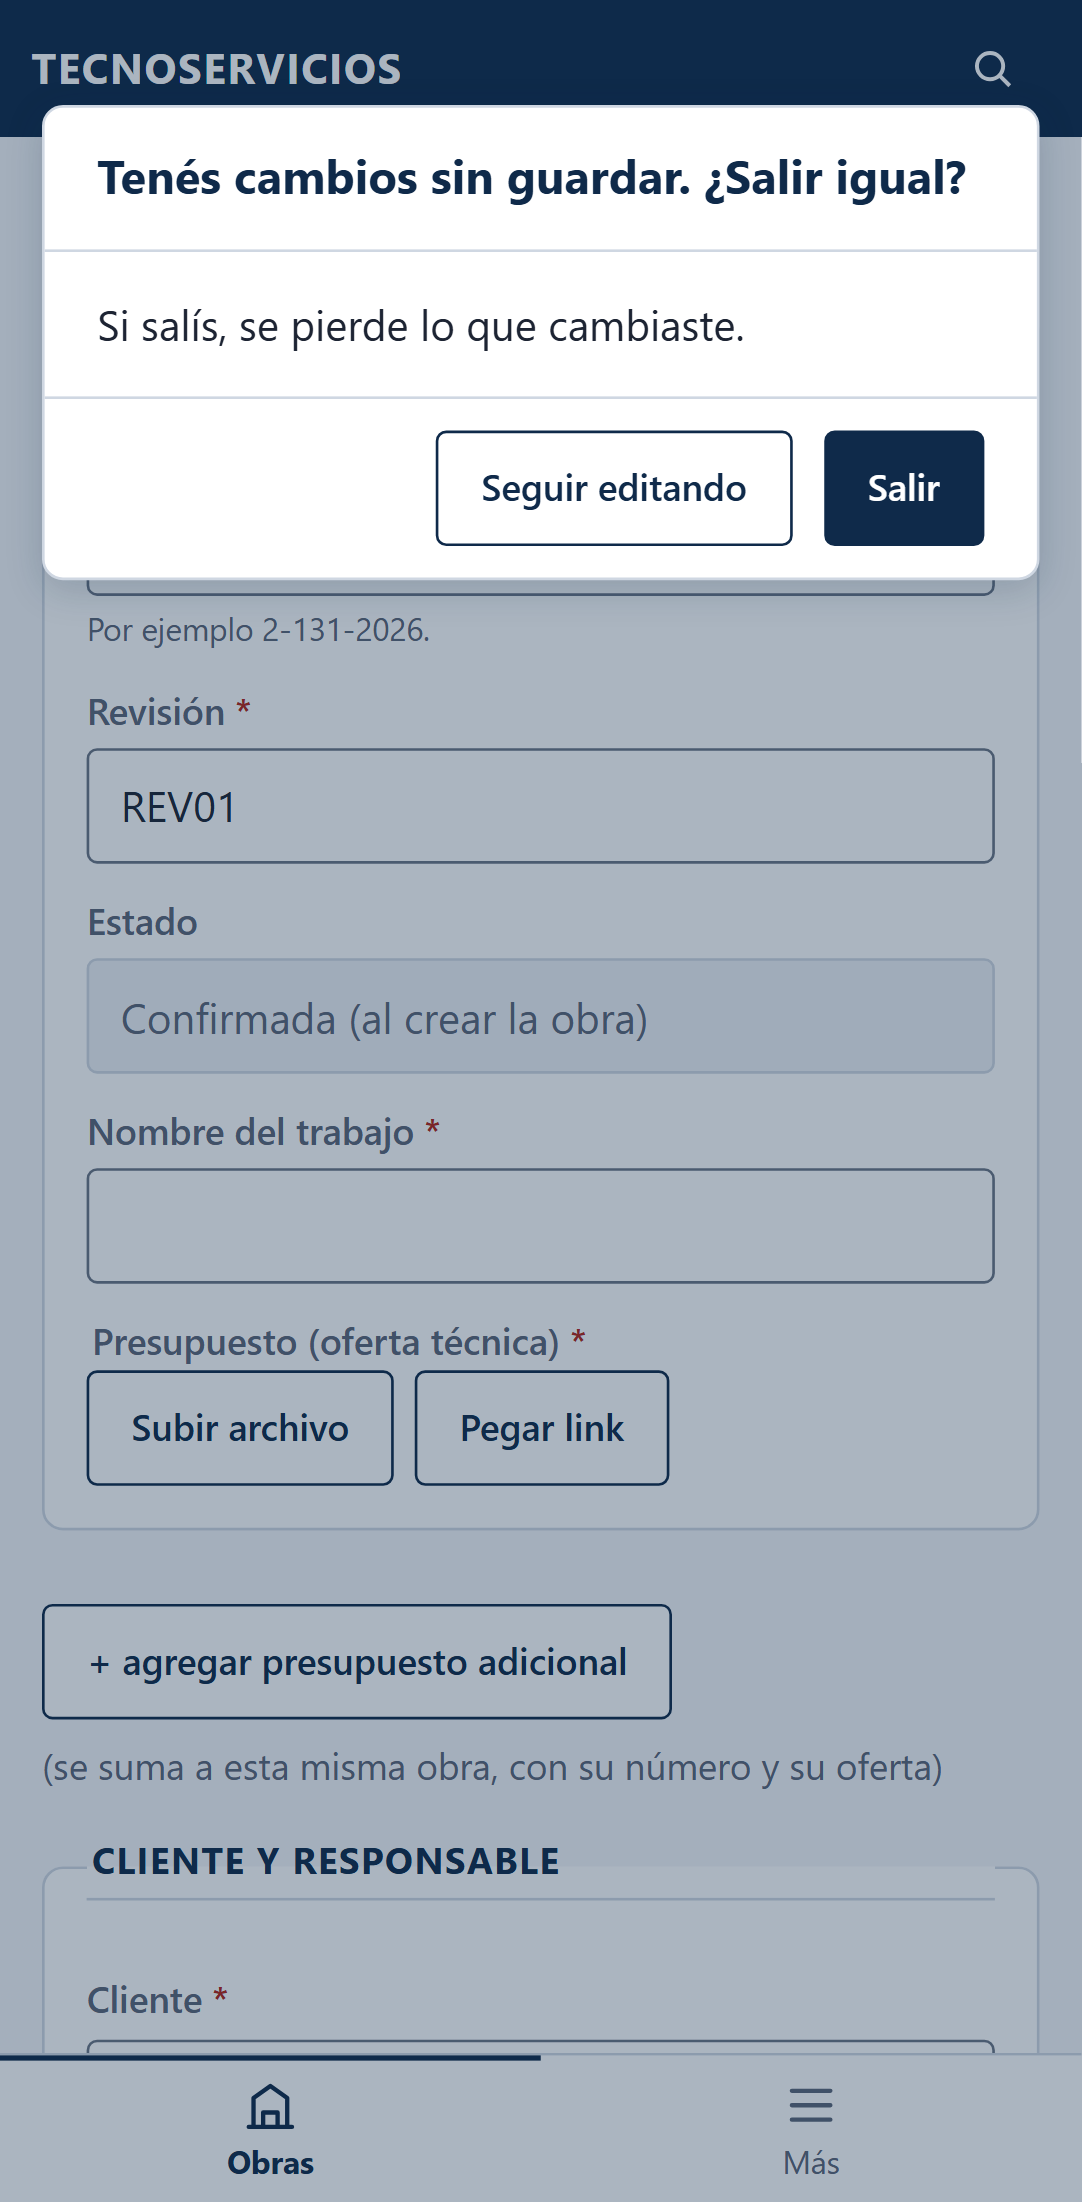 TECNOSERVICIOS
Tenés cambios sin guardar. ¿Salir igual?
Si salís, se pierde lo que cambiaste.
Seguir editando
Salir
Por ejemplo 2-131-2026.
Revisión *
REV01
Estado
Confirmada (al crear la obra)
Nombre del trabajo *
Presupuesto (oferta técnica) *
Subir archivo
Pegar link
+ agregar presupuesto adicional
(se suma a esta misma obra, con su número y su oferta)
CLIENTE Y RESPONSABLE
Cliente *
Obras
Más